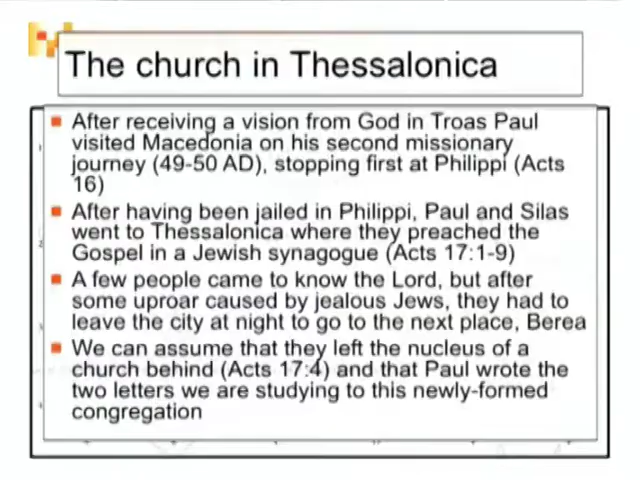 The church in Thessalonica
After receiving a vision from God in Troas Paul
visited Macedonia on his second missionary
journey (49-50 AD), stopping first at Philippi (Acts
16)
After having been jailed in Philippi, Paul and Silas
went to Thessalonica where they preached the
Gospel in a Jewish synagogue (Acts 17:1-9)
A few people came to know the Lord, but after
some uproar caused by jealous Jews, they had to
leave the city at night to go to the next place, Berea
We can assume that they left the nucleus of a
church behind (Acts 17:4) and that Paul wrote the
two letters we are studying to this newly-formed
congregation